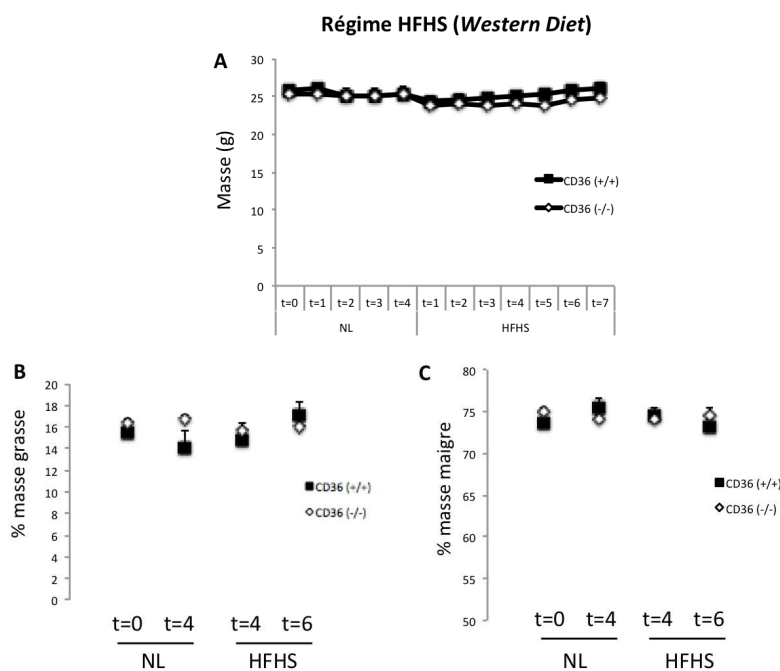 Régime HFHS (Western Diet)
A
Masse (g)
30
25
20
15
10
5
0
t=0 t=1 t=2 t=3 t=4 t=1 t=2 t=3 t=4 t=5 t=6 t=7
NL HFHS
CD36 (+/+)
CD36 (-/-)
B
% masse grasse
20
18
16
14
12
10
8
6
4
2
0
CD36 (+/+)
CD36 (-/-)
t=0 t=4 t=4 t=6
NL HFHS
C
% masse maigre
80
75
70
65
60
55
50
CD36 (+/+)
CD36 (-/-)
t=0 t=4 t=4 t=6
NL HFHS